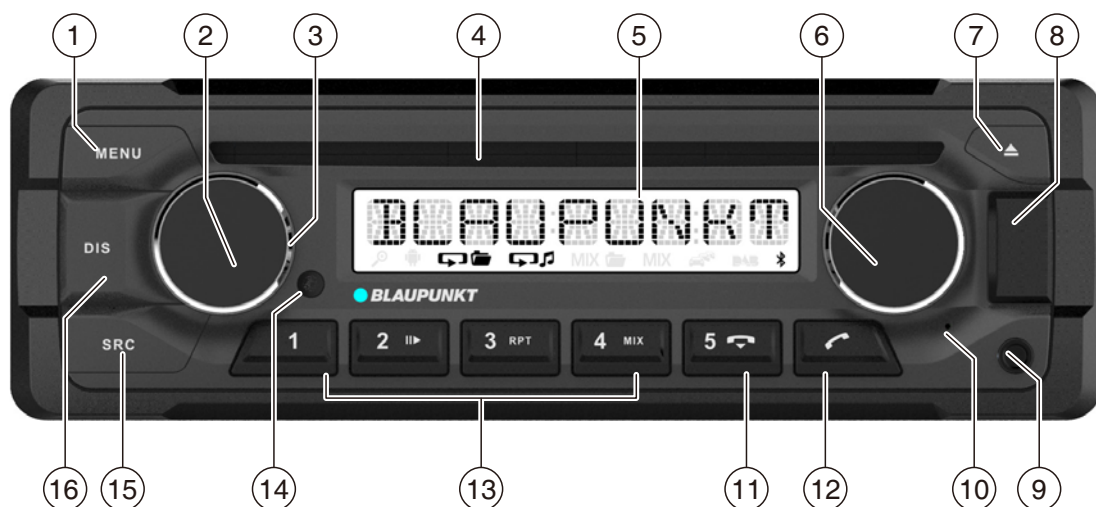 1 2 3 4 5 6 7 8
MENU
BLAUPUNKT
MIX MIX DAB
DIS
BLAUPUNKT
SRC
1 2 3 RPT 4 MIX 5
16 15 14 13 11 12 10 9